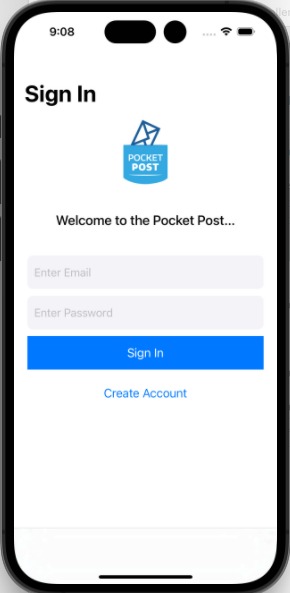 9:08
Sign In
POCKET
POST
Welcome to the Pocket Post...
Enter Email
Enter Password
Sign In
Create Account